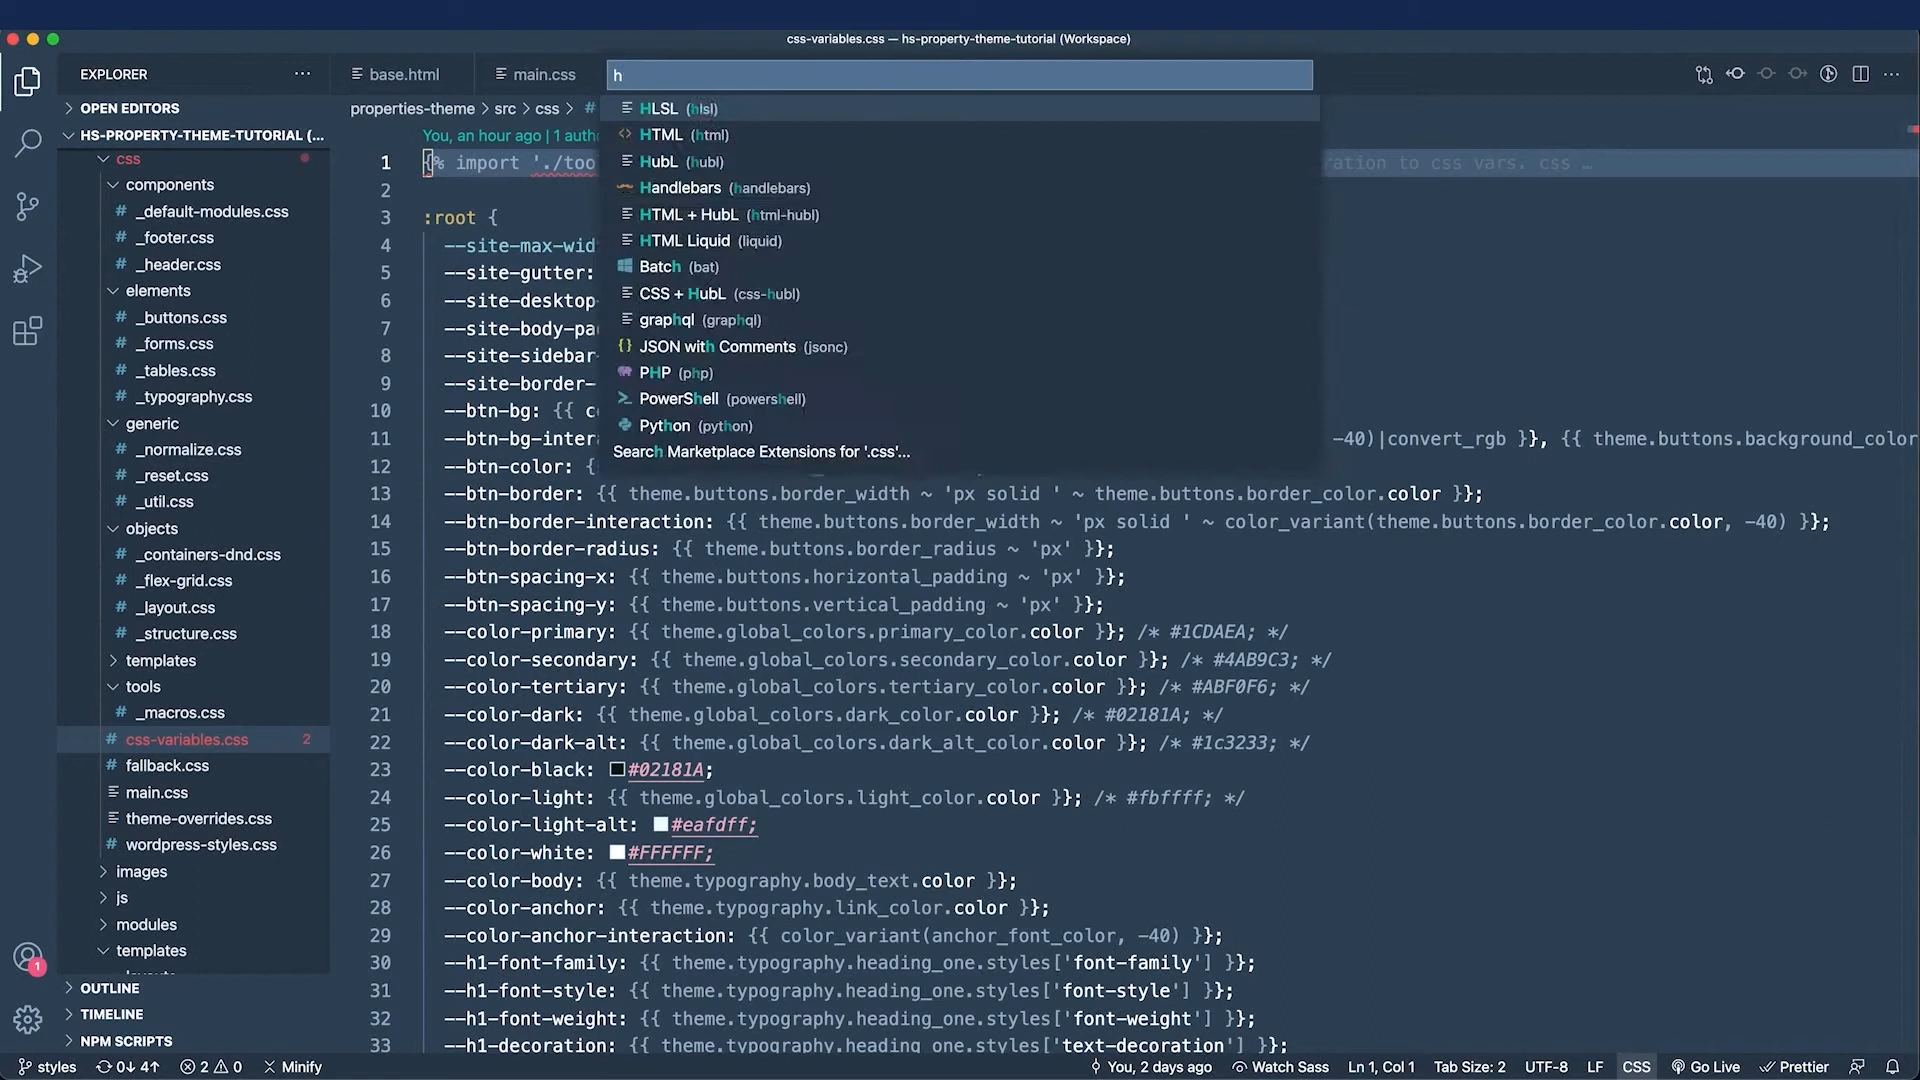 css-variables.css — hs-property-theme-tutorial (Workspace)
EXPLORER
OPEN EDITORS
HS-PROPERTY-THEME-TUTORIAL (...
css
components
# _default-modules.css
# _footer.css
# _header.css
elements
# _buttons.css
# _forms.css
# _tables.css
# _typography.css
generic
# _normalize.css
# _reset.css
# _util.css
objects
# _containers-dnd.css
# _flex-grid.css
# _layout.css
# _structure.css
templates
tools
# _macros.css
# css-variables.css 2
# fallback.css
main.css
theme-overrides.css
# wordpress-styles.css
images
js
modules
templates
OUTLINE
TIMELINE
NPM SCRIPTS
1
base.html
main.css
h
HLSL (hlsl)
HTML (html)
HubL (hubl)
Handlebars (handlebars)
HTML + HubL (html-hubl)
HTML Liquid (liquid)
Batch (bat)
CSS + HubL (css-hubl)
graphql (graphql)
JSON with Comments (jsonc)
PHP (php)
PowerShell (powershell)
Python (python)
Search Marketplace Extensions for '.css'...
properties-theme > src > css > #
You, an hour ago | 1 auth
1 {% import './too ration to css vars. css …
2
3 :root {
4 --site-max-wid
5 --site-gutter:
6 --site-desktop-
7 --site-body-pa
8 --site-sidebar-
9 --site-border-
10 --btn-bg: {{ c
11 --btn-bg-inter -40)|convert_rgb }}, {{ theme.buttons.background_color
12 --btn-color: {
13 --btn-border: {{ theme.buttons.border_width ~ 'px solid ' ~ theme.buttons.border_color.color }};
14 --btn-border-interaction: {{ theme.buttons.border_width ~ 'px solid ' ~ color_variant(theme.buttons.border_color.color, -40) }};
15 --btn-border-radius: {{ theme.buttons.border_radius ~ 'px' }};
16 --btn-spacing-x: {{ theme.buttons.horizontal_padding ~ 'px' }};
17 --btn-spacing-y: {{ theme.buttons.vertical_padding ~ 'px' }};
18 --color-primary: {{ theme.global_colors.primary_color.color }}; /* #1CDAEA; */
19 --color-secondary: {{ theme.global_colors.secondary_color.color }}; /* #4AB9C3; */
20 --color-tertiary: {{ theme.global_colors.tertiary_color.color }}; /* #ABF0F6; */
21 --color-dark: {{ theme.global_colors.dark_color.color }}; /* #02181A; */
22 --color-dark-alt: {{ theme.global_colors.dark_alt_color.color }}; /* #1c3233; */
23 --color-black: #02181A;
24 --color-light: {{ theme.global_colors.light_color.color }}; /* #fbffff; */
25 --color-light-alt: #eafdff;
26 --color-white: #FFFFFF;
27 --color-body: {{ theme.typography.body_text.color }};
28 --color-anchor: {{ theme.typography.link_color.color }};
29 --color-anchor-interaction: {{ color_variant(anchor_font_color, -40) }};
30 --h1-font-family: {{ theme.typography.heading_one.styles['font-family'] }};
31 --h1-font-style: {{ theme.typography.heading_one.styles['font-style'] }};
32 --h1-font-weight: {{ theme.typography.heading_one.styles['font-weight'] }};
33 --h1-decoration: {{ theme.typography.heading_one.styles['text-decoration'] }};
styles 0↓ 4↑ 2 0 Minify You, 2 days ago Watch Sass Ln 1, Col 1 Tab Size: 2 UTF-8 LF CSS Go Live Prettier